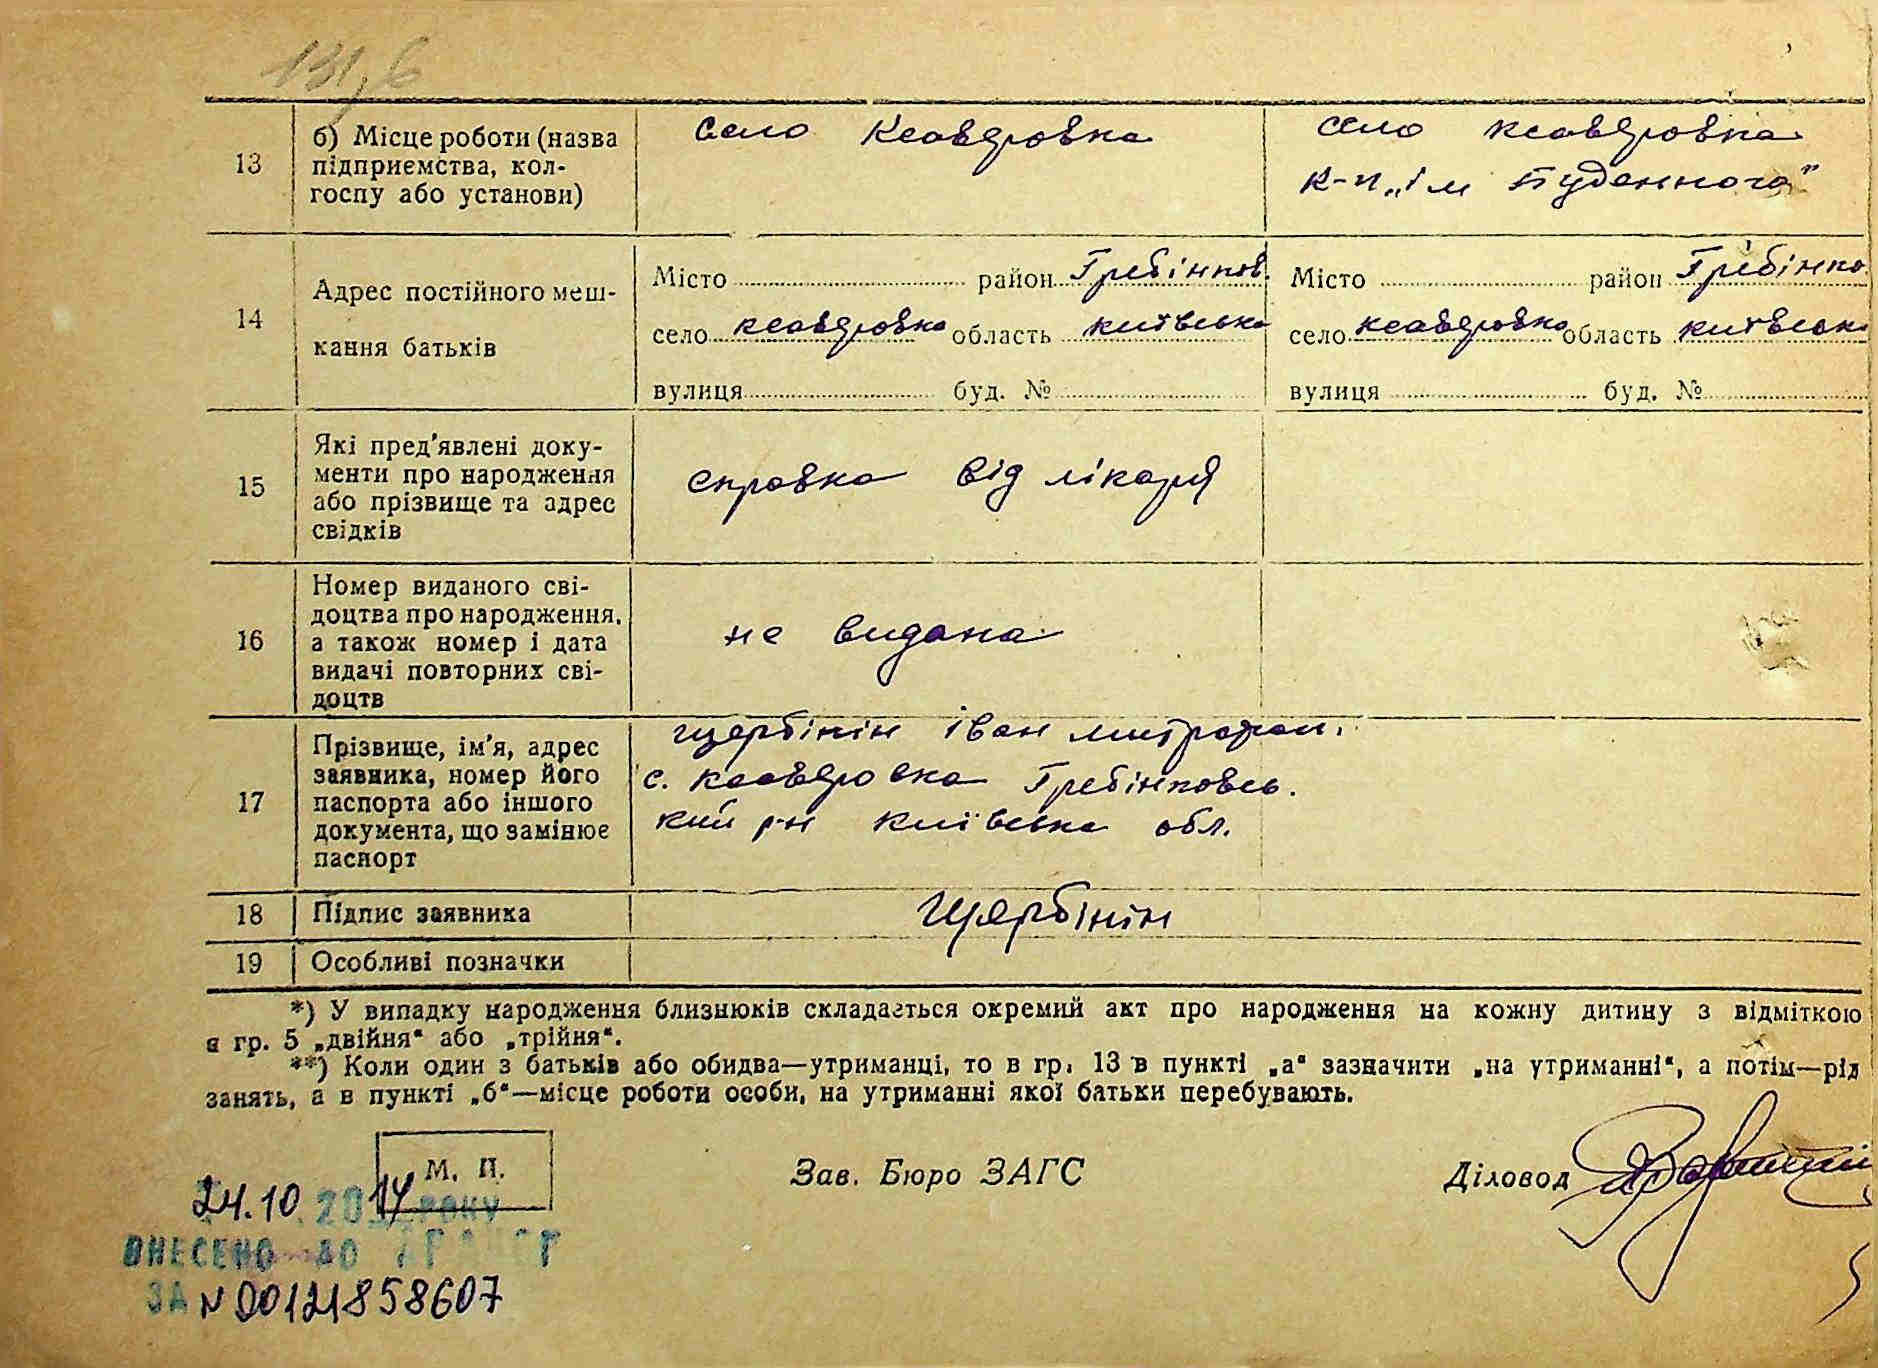 131, б
13
б) Місце роботи (назва
підприємства, кол-
госпу або установи)
село Ксавдровка
село Ксавдровка
к-п „ім Буденного"
14
Адрес постійного меш-
кання батьків
Місто район Гребінков.
село Ксавдровка область київська
вулиця буд. №
Місто район Гребінко
село Ксавдровка область київськ
вулиця буд. №
15
Які пред'явлені доку-
менти про народження
або прізвище та адрес
свідків
справка від лікаря
16
Номер виданого сві-
доцтва про народження,
а також номер і дата
видачі повторних сві-
доцтв
не видана
17
Прізвище, ім'я, адрес
заявника, номер його
паспорта або іншого
документа, що замінює
паспорт
Щербінін іван митрофан.
с. Ксавдровка Гребінковсь.
кий р-н київська обл.
18
Підпис заявника
Щербінін
19
Особливі позначки
*) У випадку народження близнюків складається окремий акт про народження на кожну дитину з відміткою
в гр. 5 „двійня“ або „трійня“.
**) Коли один з батьків або обидва—утриманці, то в гр. 13 в пункті „а“ зазначити „на утриманні“, а потім—рід
занять, а в пункті „б“—місце роботи особи, на утриманні якої батьки перебувають.
М. П.
Зав. Бюро ЗАГС
Діловод
24.10.2014 РОКУ
ВНЕСЕНО ДО
ЗА N 00121858607